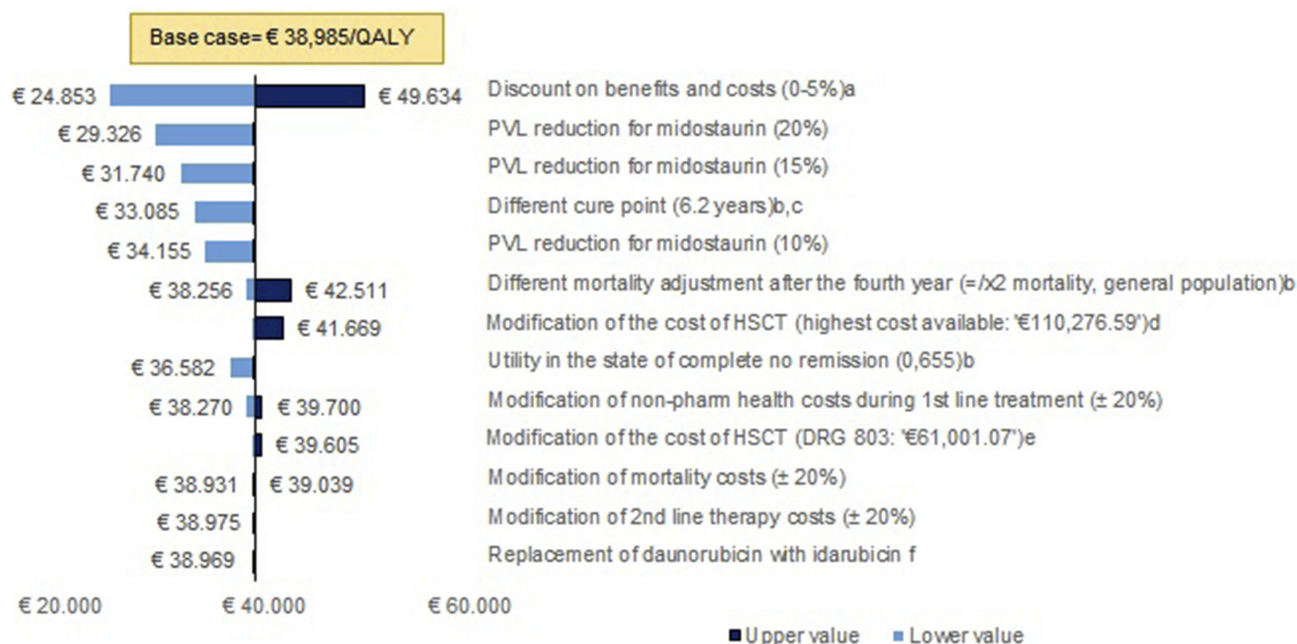 Base case= € 38,985/QALY
€ 24.853 € 49.634 Discount on benefits and costs (0-5%)a
€ 29.326 PVL reduction for midostaurin (20%)
€ 31.740 PVL reduction for midostaurin (15%)
€ 33.085 Different cure point (6.2 years)b,c
€ 34.155 PVL reduction for midostaurin (10%)
€ 38.256 € 42.511 Different mortality adjustment after the fourth year (=/x2 mortality, general population)b
€ 41.669 Modification of the cost of HSCT (highest cost available: '€110,276.59')d
€ 36.582 Utility in the state of complete no remission (0,655)b
€ 38.270 € 39.700 Modification of non-pharm health costs during 1st line treatment (± 20%)
€ 39.605 Modification of the cost of HSCT (DRG 803: '€61,001.07')e
€ 38.931 € 39.039 Modification of mortality costs (± 20%)
€ 38.975 Modification of 2nd line therapy costs (± 20%)
€ 38.969 Replacement of daunorubicin with idarubicin f
€ 20.000 € 40.000 € 60.000
Upper value Lower value